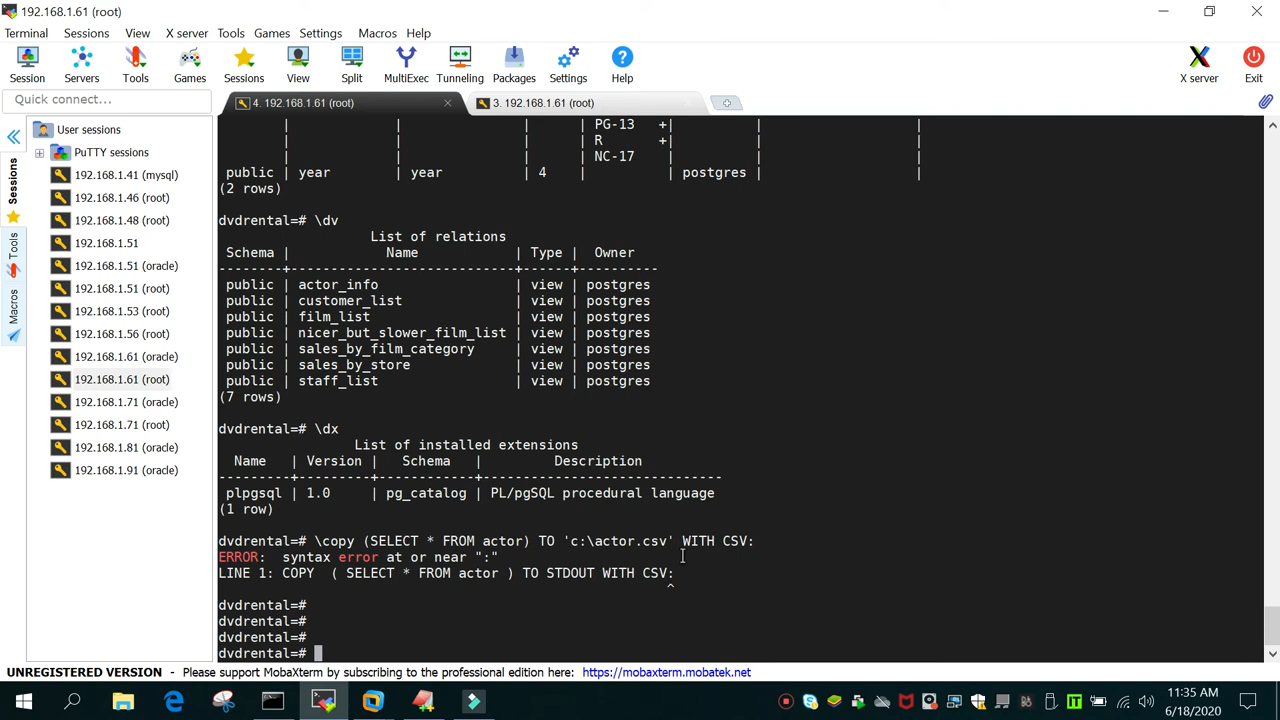 192.168.1.61 (root)
Terminal Sessions View X server Tools Games Settings Macros Help
Session Servers Tools Games Sessions View Split MultiExec Tunneling Packages Settings Help X server Exit
Quick connect...
4. 192.168.1.61 (root)
3. 192.168.1.61 (root)
Sessions
Tools
Macros
User sessions
PuTTY sessions
192.168.1.41 (mysql)
192.168.1.46 (root)
192.168.1.48 (root)
192.168.1.51
192.168.1.51 (oracle)
192.168.1.51 (root)
192.168.1.53 (root)
192.168.1.56 (root)
192.168.1.61 (oracle)
192.168.1.61 (root)
192.168.1.71 (oracle)
192.168.1.71 (root)
192.168.1.81 (oracle)
192.168.1.91 (oracle)
| | | | PG-13 +| | |
| | | | R +| | |
| | | | NC-17 | | |
public | year | year | 4 | | postgres | |
(2 rows)
dvdrental=# \dv
List of relations
Schema | Name | Type | Owner
--------+----------------------------+------+----------
public | actor_info | view | postgres
public | customer_list | view | postgres
public | film_list | view | postgres
public | nicer_but_slower_film_list | view | postgres
public | sales_by_film_category | view | postgres
public | sales_by_store | view | postgres
public | staff_list | view | postgres
(7 rows)
dvdrental=# \dx
List of installed extensions
Name | Version | Schema | Description
---------+---------+------------+------------------------------
plpgsql | 1.0 | pg_catalog | PL/pgSQL procedural language
(1 row)
dvdrental=# \copy (SELECT * FROM actor) TO 'c:\actor.csv' WITH CSV:
ERROR: syntax error at or near ":"
LINE 1: COPY ( SELECT * FROM actor ) TO STDOUT WITH CSV:
^
dvdrental=#
dvdrental=#
dvdrental=#
dvdrental=#
UNREGISTERED VERSION - Please support MobaXterm by subscribing to the professional edition here: https://mobaxterm.mobatek.net
11:35 AM
6/18/2020